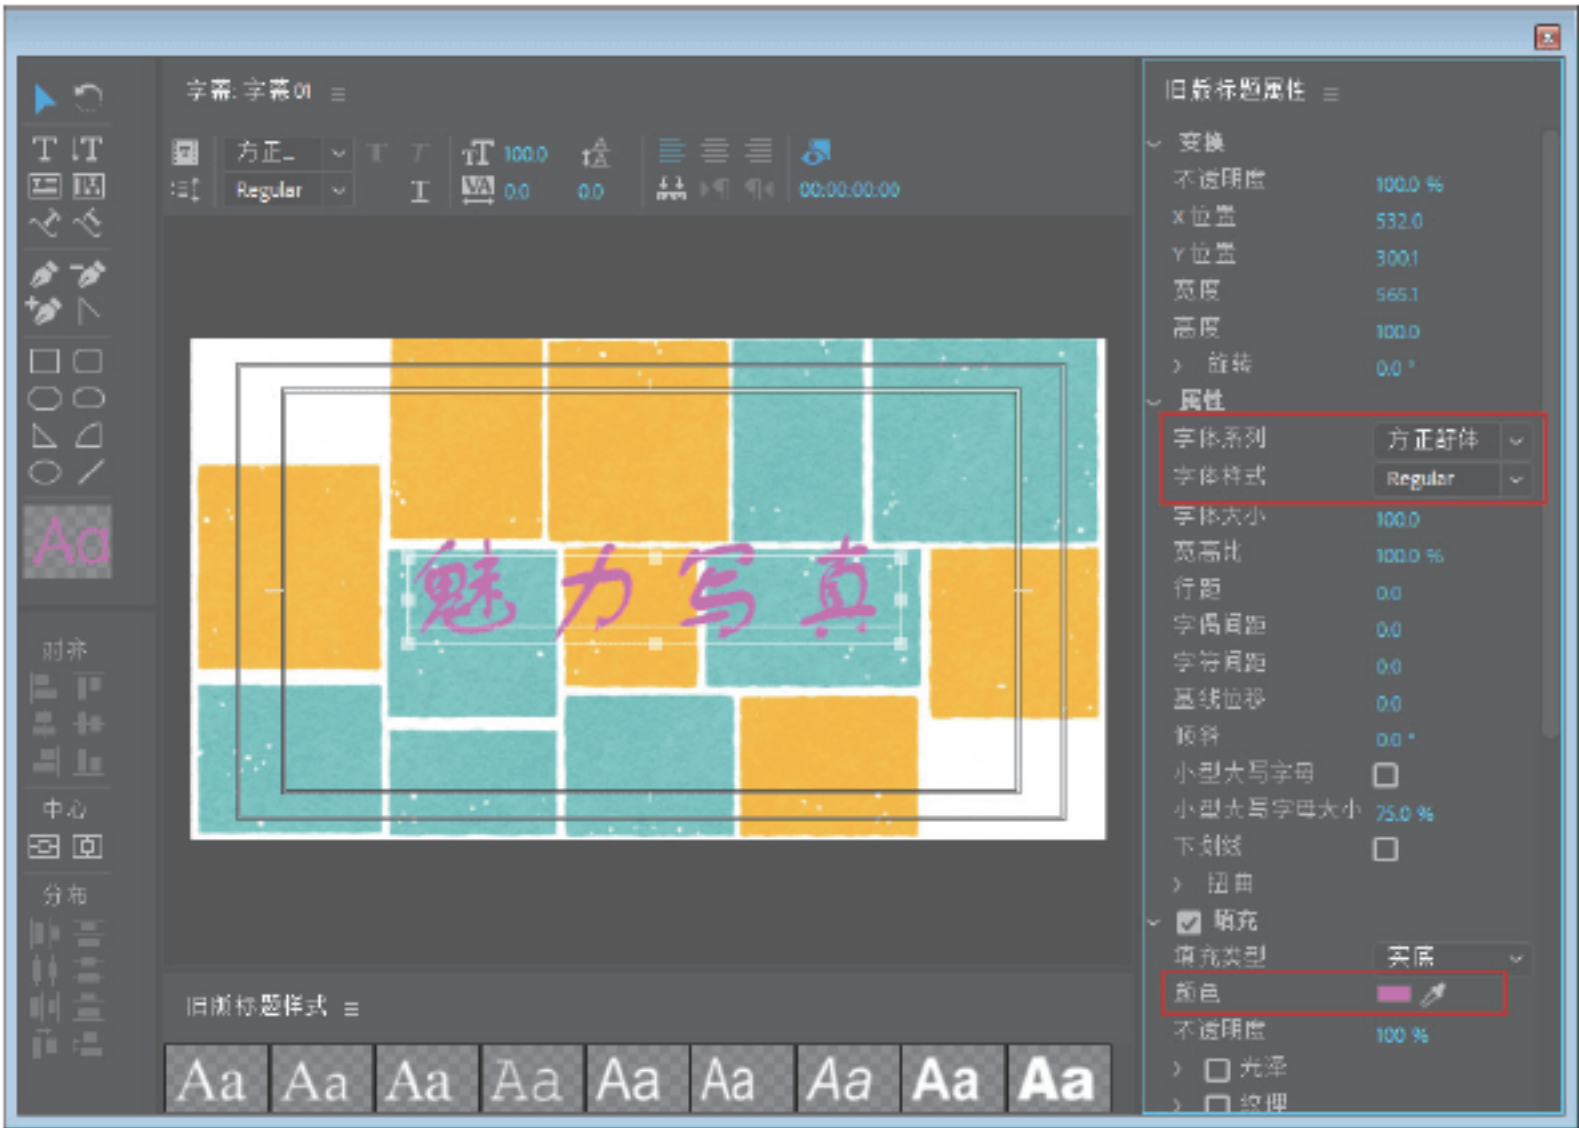 字幕: 字幕01
方正_
100.0
Regular
0.0
0.0
00:00:00:00
Aa
对齐
中心
分布
魅力写真
旧版标题样式
Aa Aa Aa Aa Aa Aa Aa Aa Aa
旧版标题属性
变换
不透明度 100.0 %
X 位置 532.0
Y 位置 300.1
宽度 565.1
高度 100.0
旋转 0.0 °
属性
字体系列 方正舒体
字体样式 Regular
字体大小 100.0
宽高比 100.0 %
行距 0.0
字偶间距 0.0
字符间距 0.0
基线位移 0.0
倾斜 0.0 °
小型大写字母
小型大写字母大小 75.0 %
下划线
扭曲
填充
填充类型 实底
颜色
不透明度 100 %
光泽
纹理